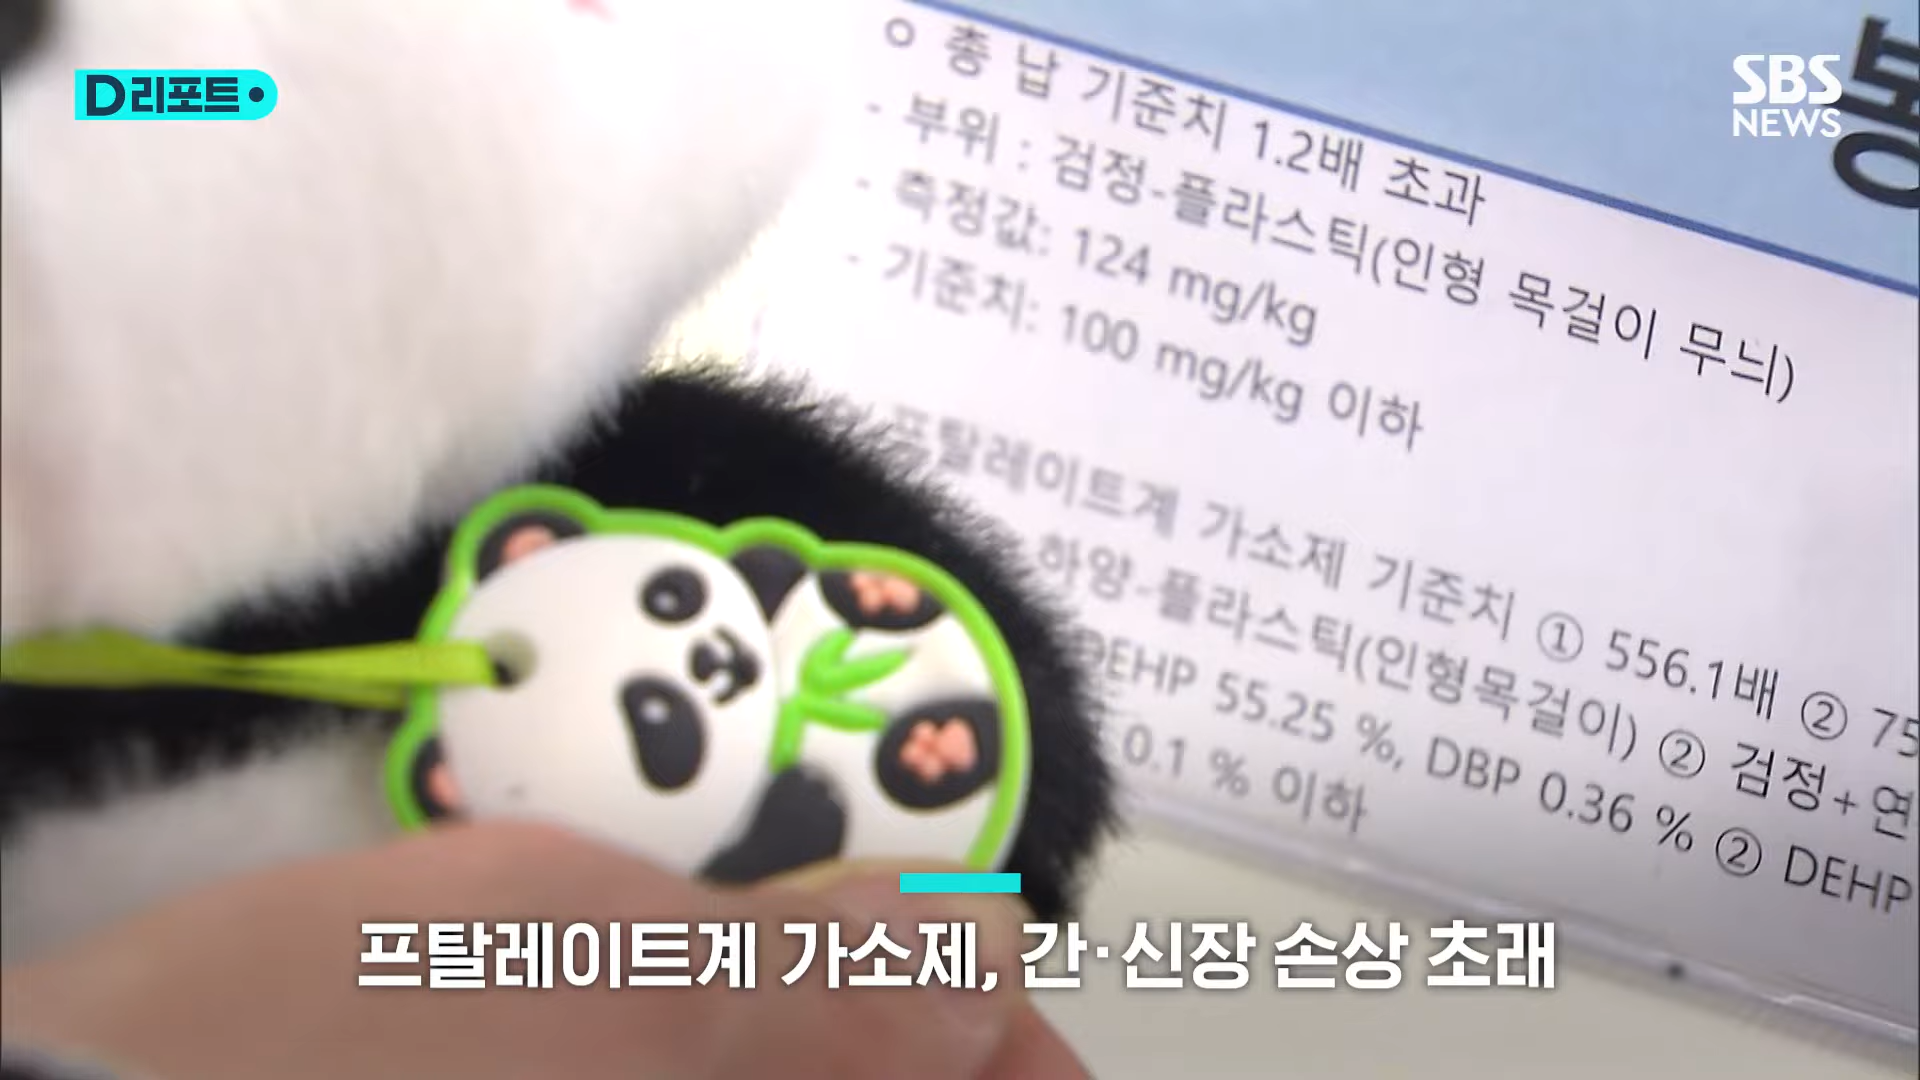 D리포트
SBS
NEWS
동
o 총 납 기준치 1.2배 초과
- 부위 : 검정-플라스틱(인형 목걸이 무늬)
- 측정값: 124 mg/kg
- 기준치: 100 mg/kg 이하
프탈레이트계 가소제 기준치 ① 556.1배 ② 75
하양-플라스틱(인형목걸이) ② 검정+연
DEHP 55.25 %, DBP 0.36 % ② DEHP
0.1 % 이하
프탈레이트계 가소제, 간·신장 손상 초래